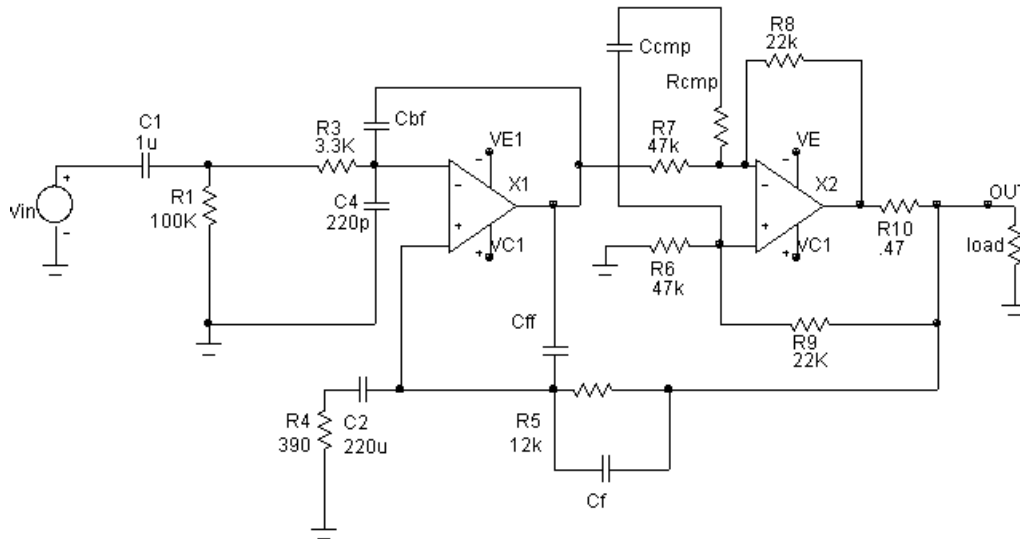 R8
22k
Ccmp
Rcmp
C1
1u
R3
3.3K
Cbf
VE1
R7
47k
VE
Vin
+
-
R1
100K
C4
220p
-
+
-
+
X1
VC1
-
+
-
+
X2
VC1
R10
.47
OUT
load
R6
47k
Cff
R9
22K
R4
390
C2
220u
R5
12k
Cf